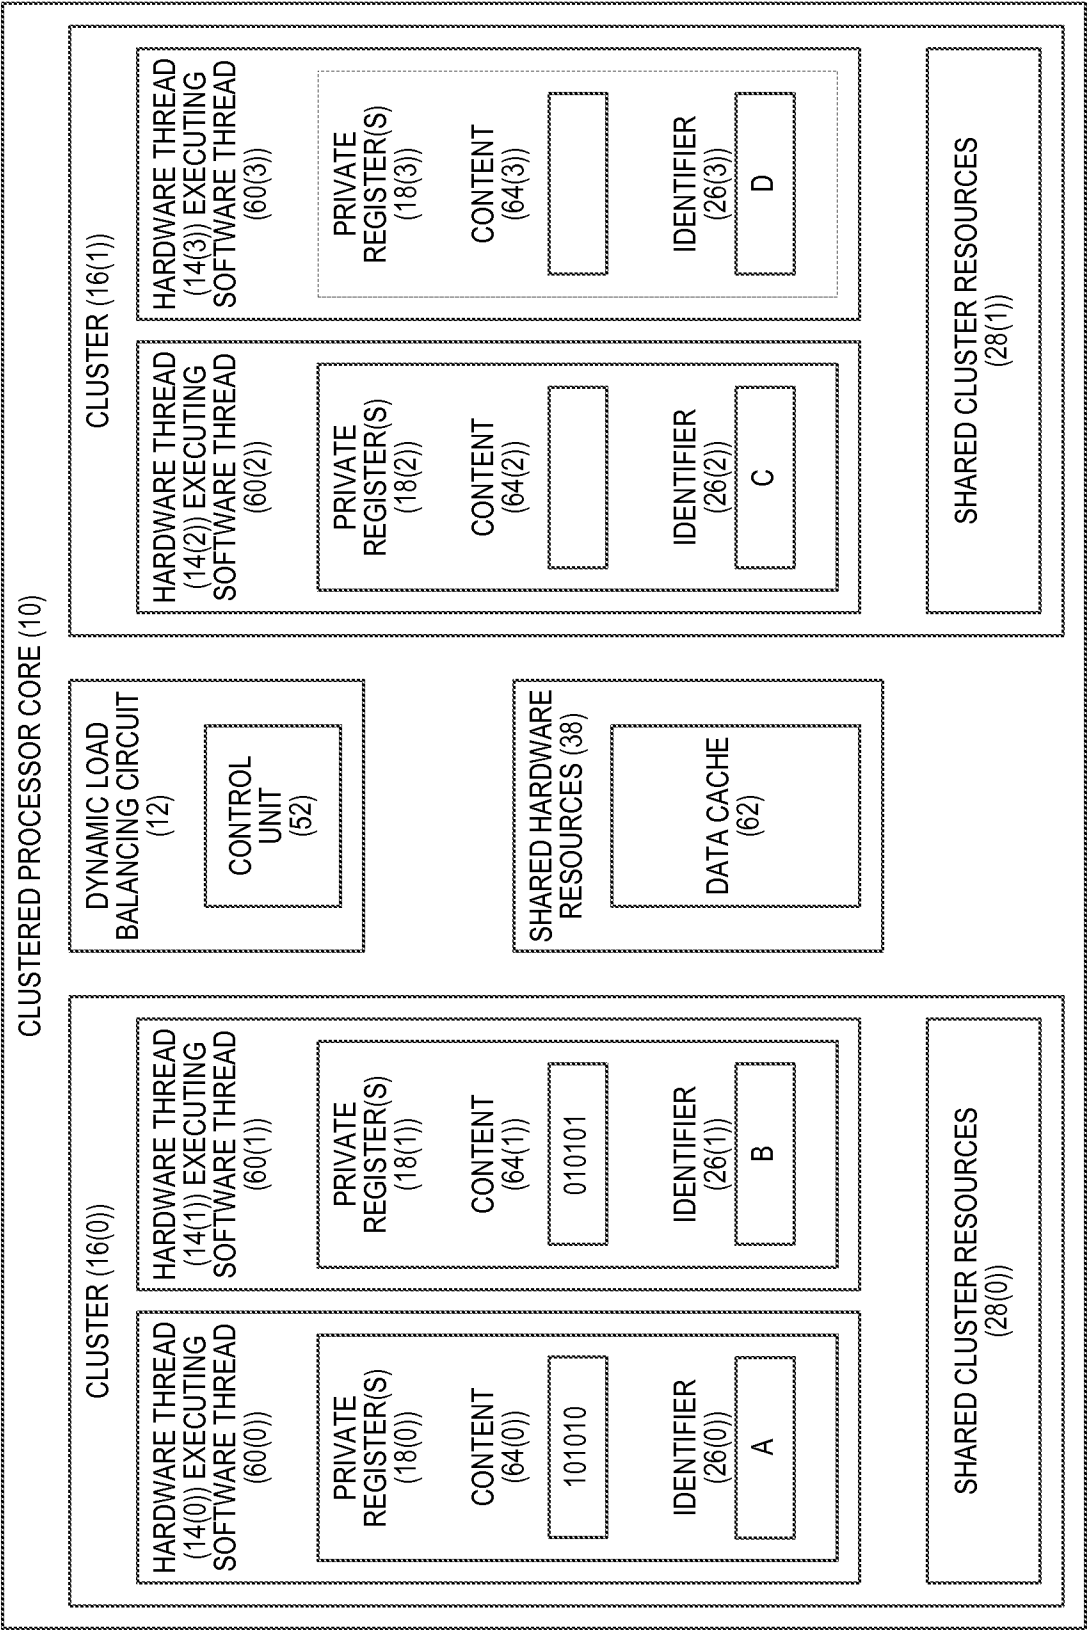 CLUSTERED PROCESSOR CORE (10)
CLUSTER (16(0))
HARDWARE THREAD
(14(0)) EXECUTING
SOFTWARE THREAD
(60(0))
PRIVATE
REGISTER(S)
(18(0))
CONTENT
(64(0))
101010
IDENTIFIER
(26(0))
A
HARDWARE THREAD
(14(1)) EXECUTING
SOFTWARE THREAD
(60(1))
PRIVATE
REGISTER(S)
(18(1))
CONTENT
(64(1))
010101
IDENTIFIER
(26(1))
B
SHARED CLUSTER RESOURCES
(28(0))
DYNAMIC LOAD
BALANCING CIRCUIT
(12)
CONTROL
UNIT
(52)
SHARED HARDWARE
RESOURCES (38)
DATA CACHE
(62)
CLUSTER (16(1))
HARDWARE THREAD
(14(2)) EXECUTING
SOFTWARE THREAD
(60(2))
PRIVATE
REGISTER(S)
(18(2))
CONTENT
(64(2))
IDENTIFIER
(26(2))
C
HARDWARE THREAD
(14(3)) EXECUTING
SOFTWARE THREAD
(60(3))
PRIVATE
REGISTER(S)
(18(3))
CONTENT
(64(3))
IDENTIFIER
(26(3))
D
SHARED CLUSTER RESOURCES
(28(1))